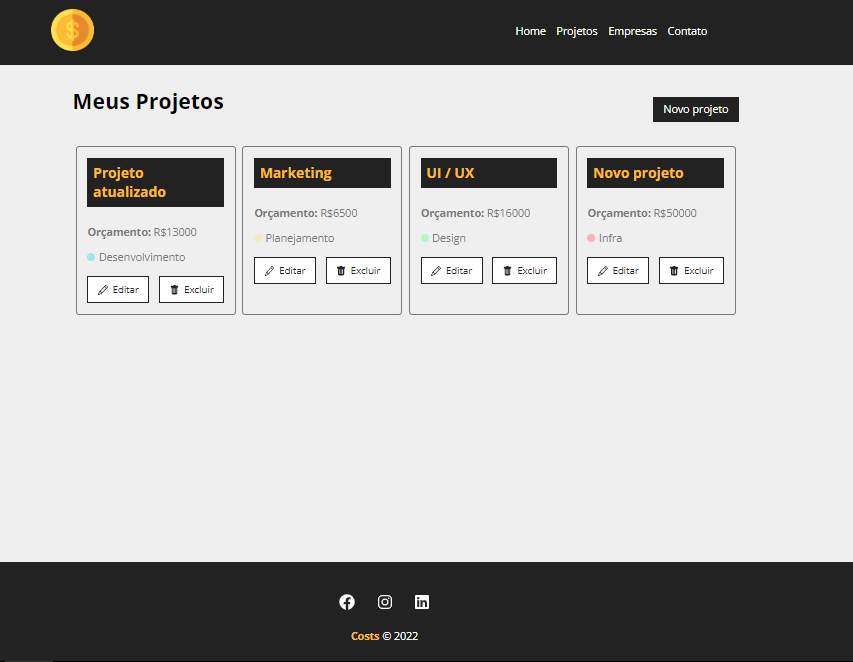 $
Home Projetos Empresas Contato
Meus Projetos
Novo projeto
Projeto
atualizado
Orçamento: R$13000
Desenvolvimento
Editar Excluir
Marketing
Orçamento: R$6500
Planejamento
Editar Excluir
UI / UX
Orçamento: R$16000
Design
Editar Excluir
Novo projeto
Orçamento: R$50000
Infra
Editar Excluir
Costs © 2022